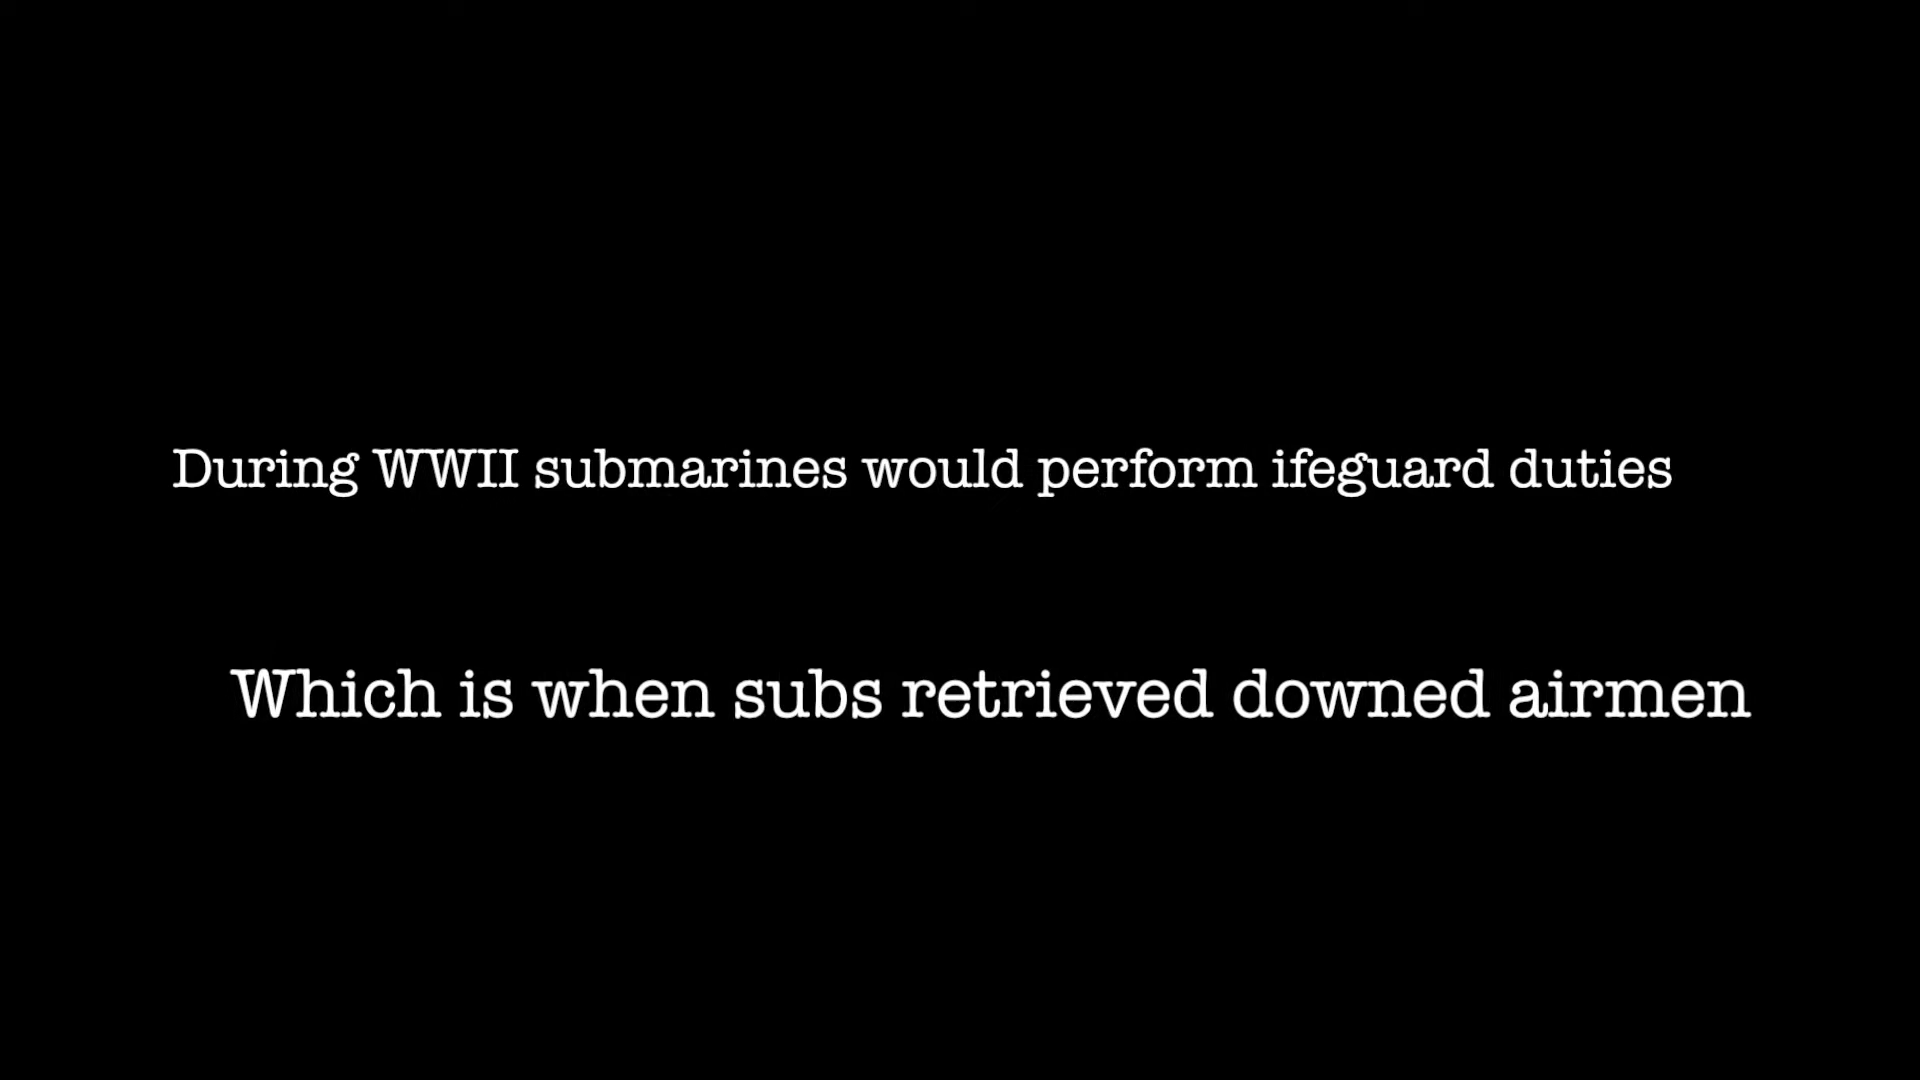 During WWII submarines would perform ifeguard duties
Which is when subs retrieved downed airmen